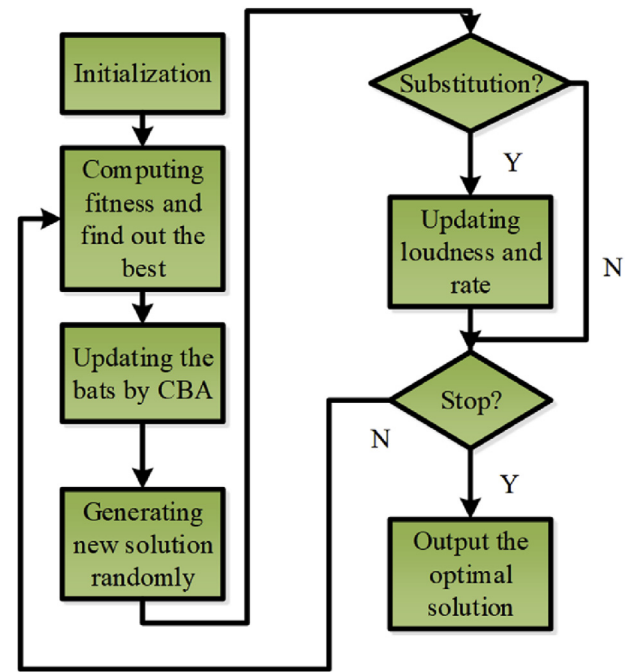 Initialization
Computing
fitness and
find out the
best
Updating the
bats by CBA
Generating
new solution
randomly
Substitution?
Y
N
Updating
loudness and
rate
Stop?
N
Y
Output the
optimal
solution